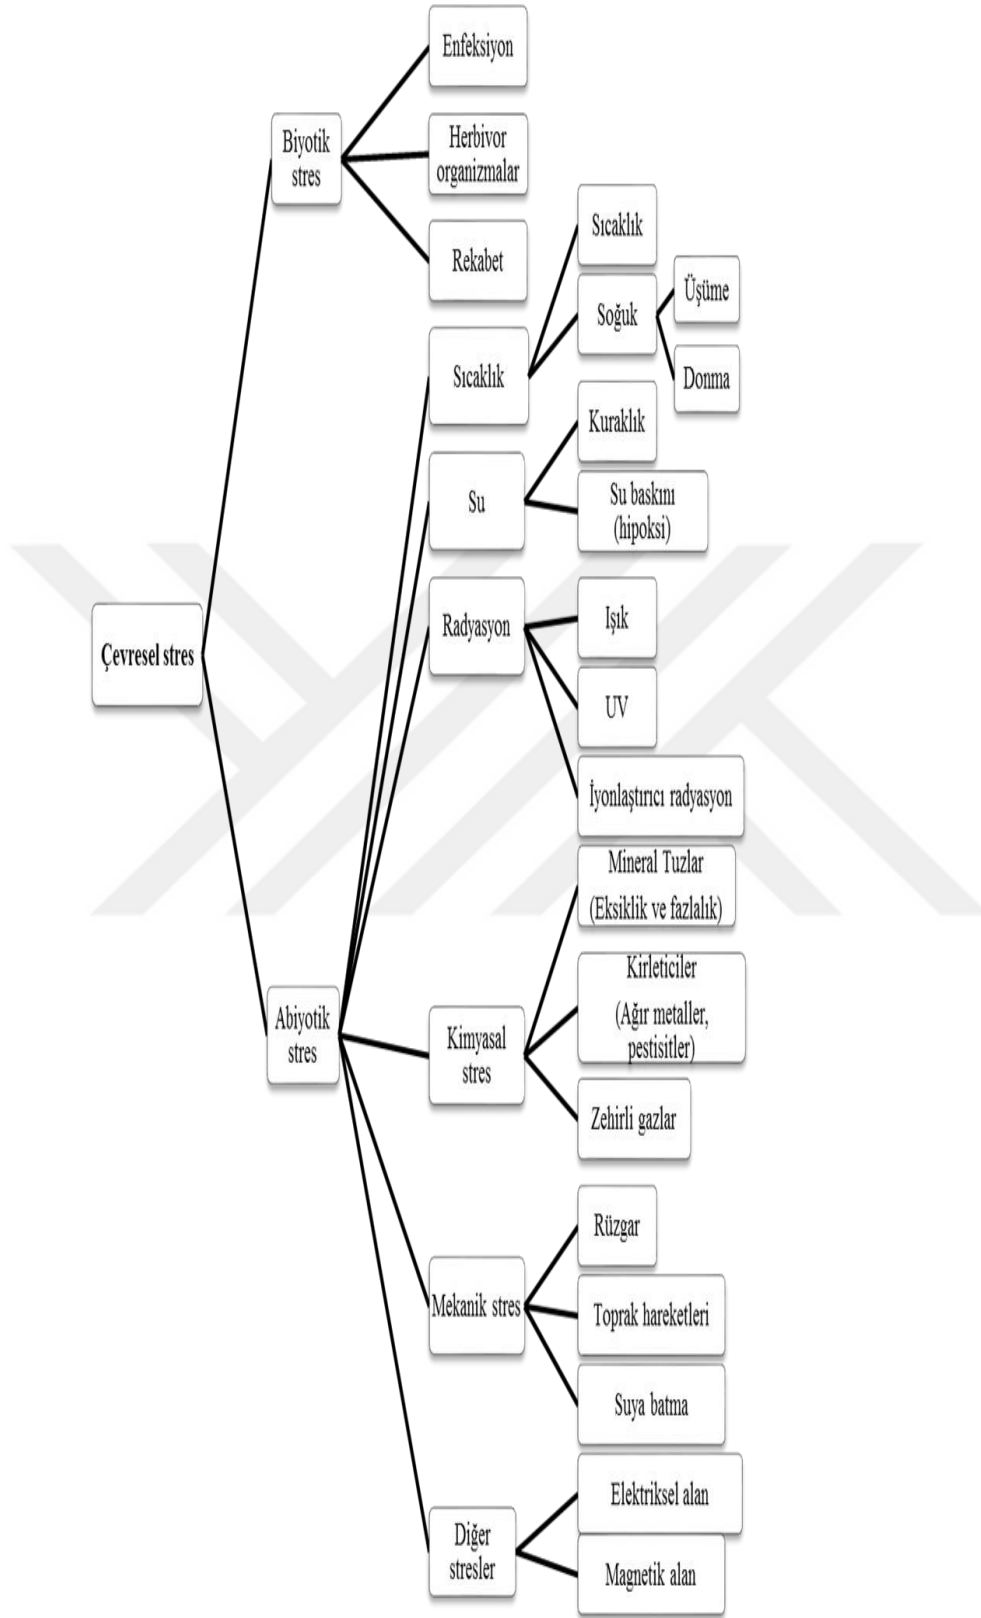 Çevresel stres
Biyotik
stres
Enfeksiyon
Herbivor
organizmalar
Rekabet
Abiyotik
stres
Sıcaklık
Sıcaklık
Soğuk
Üşüme
Donma
Su
Kuraklık
Su baskını
(hipoksi)
Radyasyon
Işık
UV
İyonlaştırıcı radyasyon
Kimyasal
stres
Mineral Tuzlar
(Eksiklik ve fazlalık)
Kirleticiler
(Ağır metaller,
pestisitler)
Zehirli gazlar
Mekanik stres
Rüzgar
Toprak hareketleri
Suya batma
Diğer
stresler
Elektriksel alan
Magnetik alan